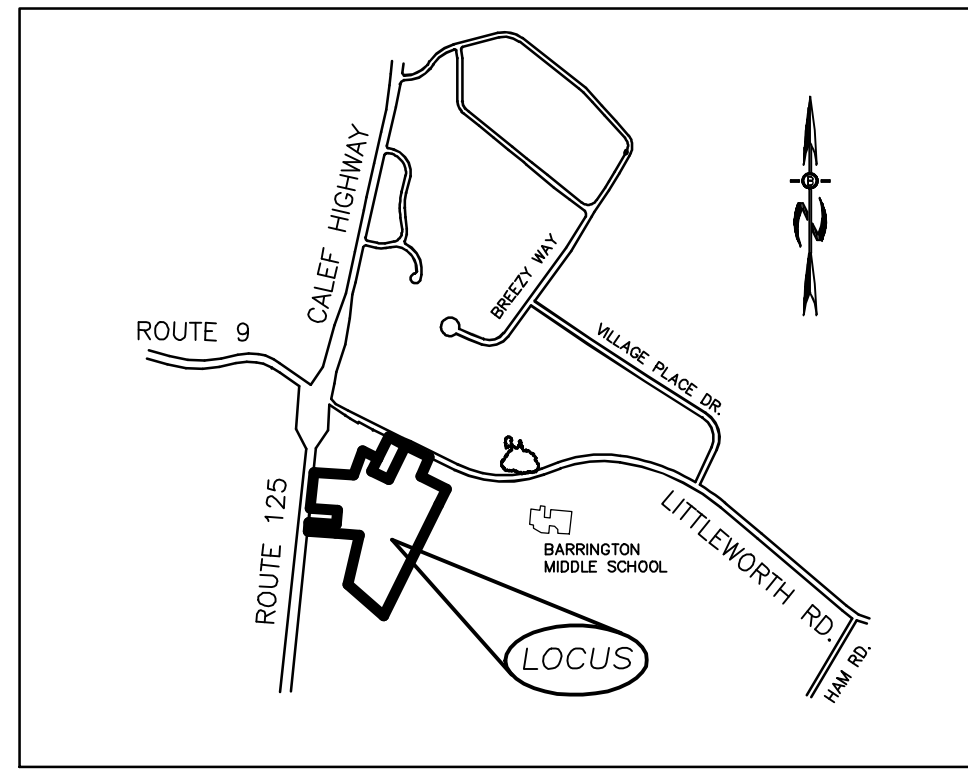 CALEF HIGHWAY
ROUTE 9
BREEZY WAY
VILLAGE PLACE DR.
ROUTE 125
LITTLEWORTH RD.
BARRINGTON
MIDDLE SCHOOL
LOCUS
HAM RD.
B
N